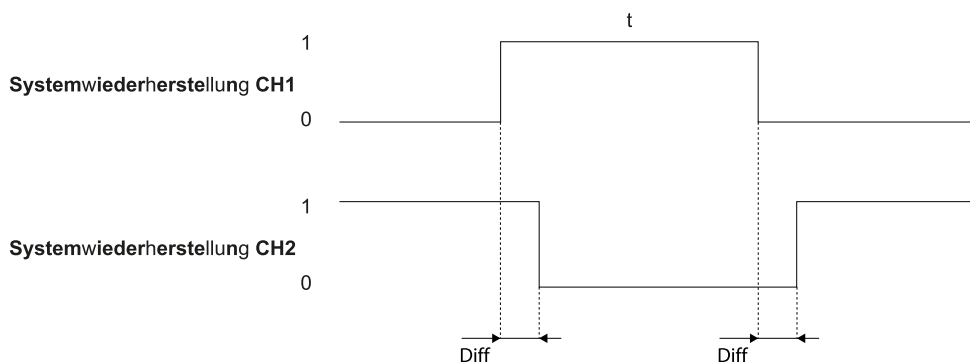 t
1
Systemwiederherstellung CH1
0
1
Systemwiederherstellung CH2
0
Diff
Diff